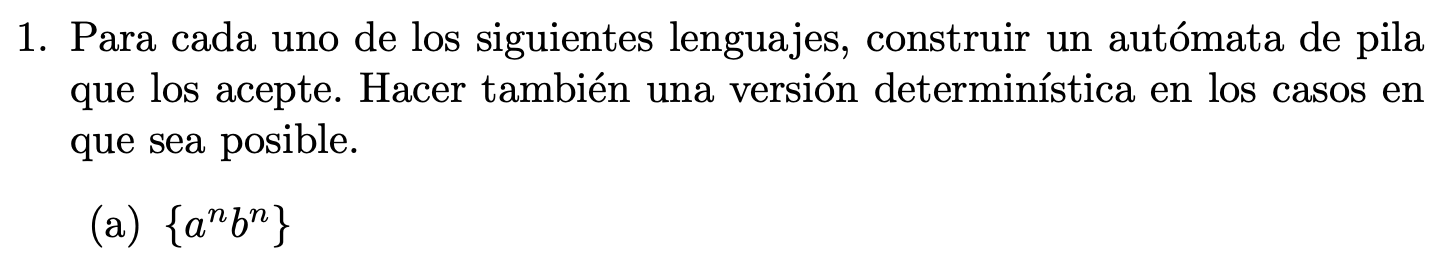 1. Para cada uno de los siguientes lenguajes, construir un autómata de pila
que los acepte. Hacer también una versión determinística en los casos en
que sea posible.
(a) {aⁿbⁿ}